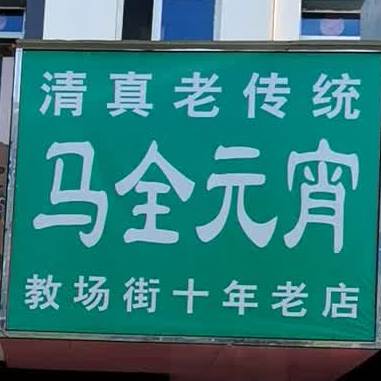 清真老传统
马全元宵
教场街十年老店